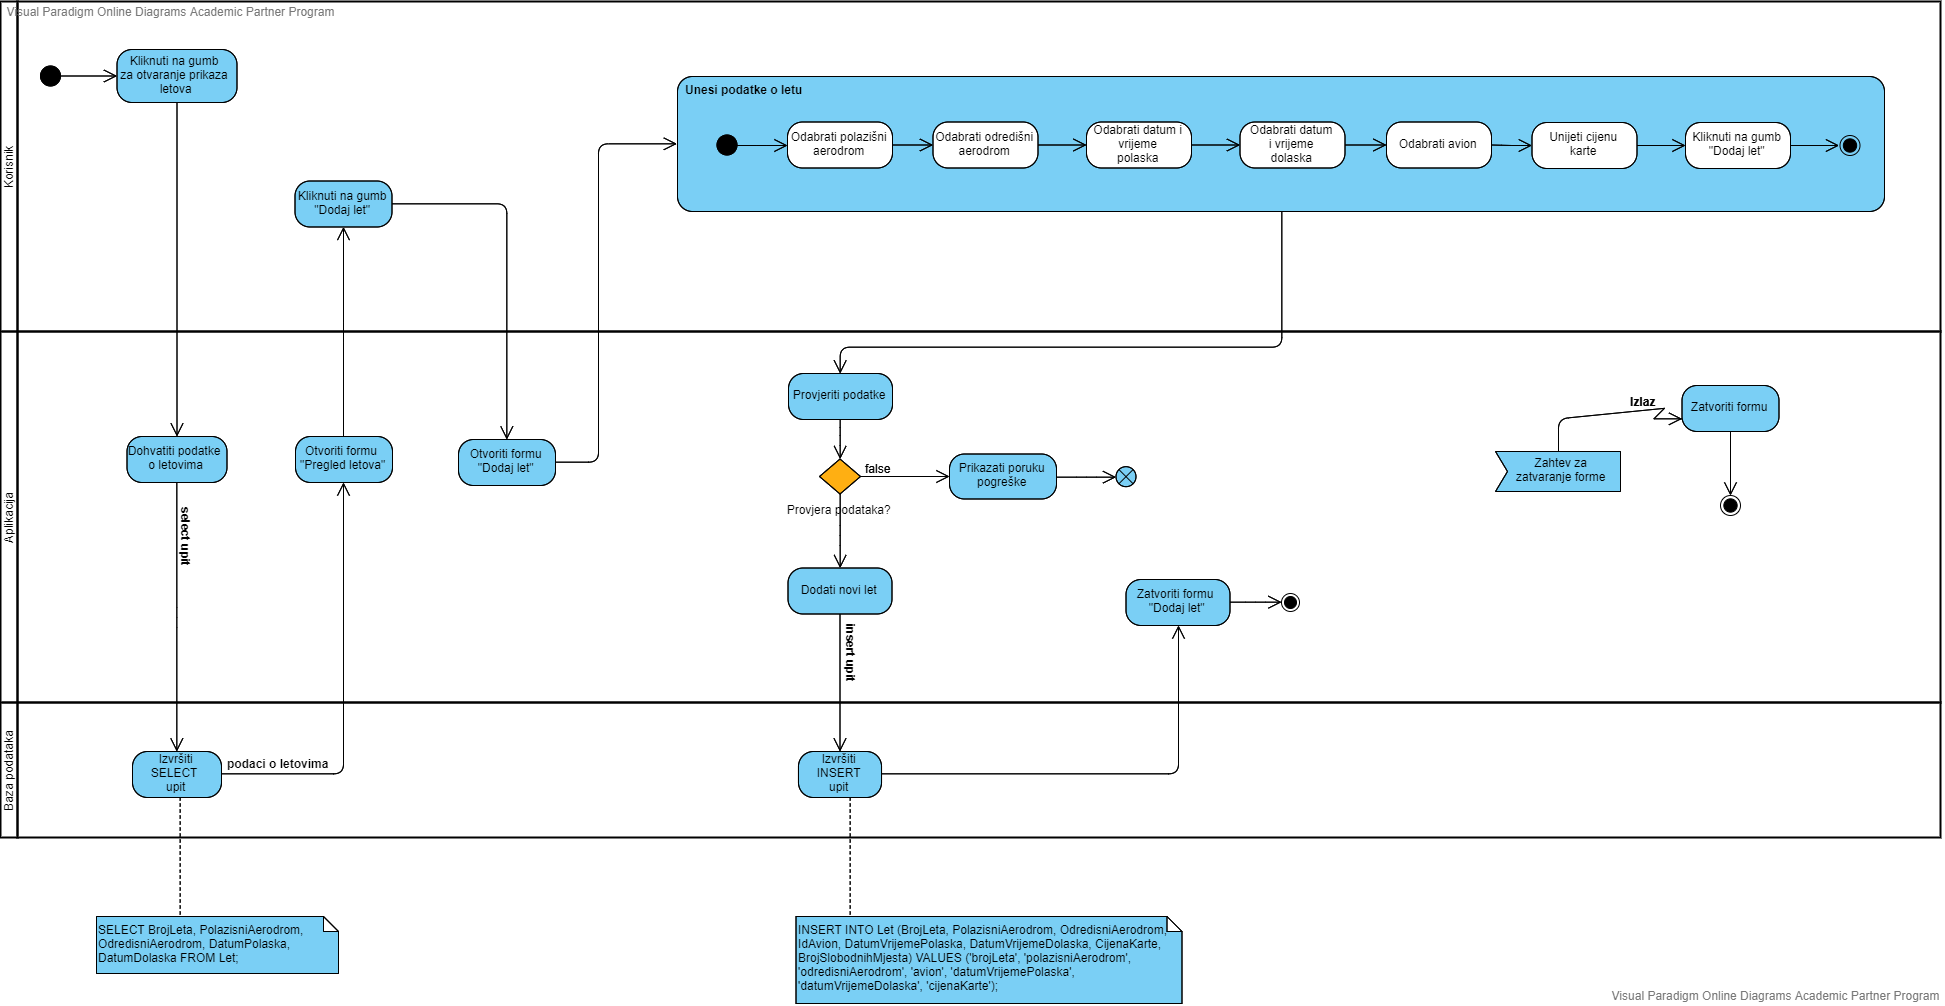 Visual Paradigm Online Diagrams Academic Partner Program
Korisnik
Kliknuti na gumb
za otvaranje prikaza
letova
Kliknuti na gumb
"Dodaj let"
Unesi podatke o letu
Odabrati polazišni
aerodrom
Odabrati odredišni
aerodrom
Odabrati datum i
vrijeme
polaska
Odabrati datum
i vrijeme
dolaska
Odabrati avion
Unijeti cijenu
karte
Kliknuti na gumb
"Dodaj let"
Aplikacija
Dohvatiti podatke
o letovima
select upit
Otvoriti formu
"Pregled letova"
Otvoriti formu
"Dodaj let"
Provjeriti podatke
false
Provjera podataka?
Prikazati poruku
pogreške
Dodati novi let
insert upit
Zatvoriti formu
"Dodaj let"
Izlaz
Zahtev za
zatvaranje forme
Zatvoriti formu
Baza podataka
Izvršiti
SELECT
upit
podaci o letovima
Izvršiti
INSERT
upit
SELECT BrojLeta, PolazisniAerodrom,
OdredisniAerodrom, DatumPolaska,
DatumDolaska FROM Let;
INSERT INTO Let (BrojLeta, PolazisniAerodrom, OdredisniAerodrom,
IdAvion, DatumVrijemePolaska, DatumVrijemeDolaska, CijenaKarte,
BrojSlobodnihMjesta) VALUES ('brojLeta', 'polazisniAerodrom',
'odredisniAerodrom', 'avion', 'datumVrijemePolaska',
'datumVrijemeDolaska', 'cijenaKarte');
Visual Paradigm Online Diagrams Academic Partner Program